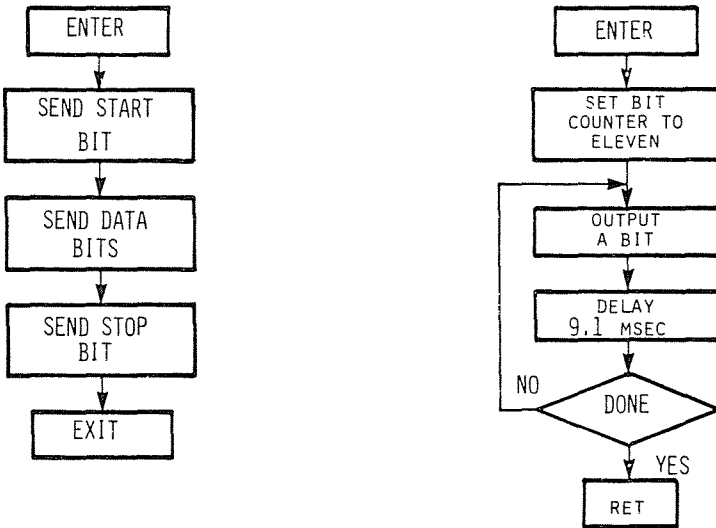 ENTER
SEND START
BIT
SEND DATA
BITS
SEND STOP
BIT
EXIT
ENTER
SET BIT
COUNTER TO
ELEVEN
OUTPUT
A BIT
DELAY
9.1 MSEC
NO
DONE
YES
RET